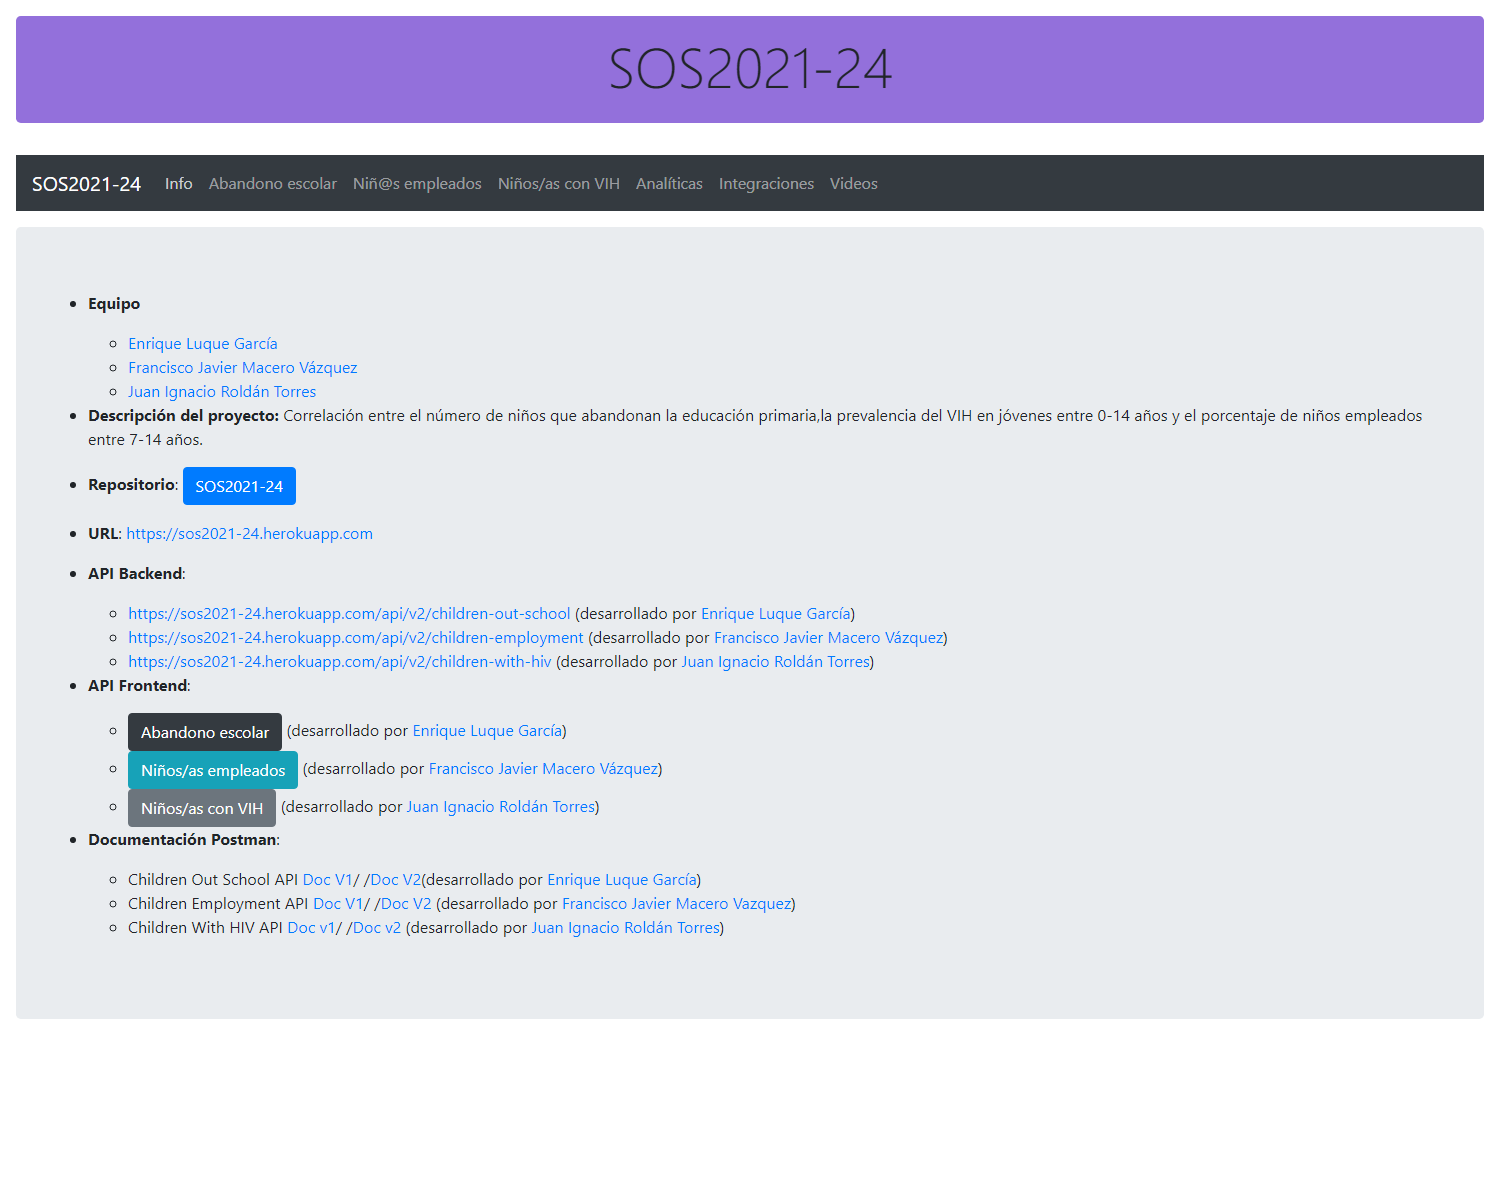 SOS2021-24
SOS2021-24 Info Abandono escolar Niñ@s empleados Niños/as con VIH Analíticas Integraciones Videos
Equipo
Enrique Luque García
Francisco Javier Macero Vázquez
Juan Ignacio Roldán Torres
Descripción del proyecto: Correlación entre el número de niños que abandonan la educación primaria,la prevalencia del VIH en jóvenes entre 0-14 años y el porcentaje de niños empleados
entre 7-14 años.
Repositorio: SOS2021-24
URL: https://sos2021-24.herokuapp.com
API Backend:
https://sos2021-24.herokuapp.com/api/v2/children-out-school (desarrollado por Enrique Luque García)
https://sos2021-24.herokuapp.com/api/v2/children-employment (desarrollado por Francisco Javier Macero Vázquez)
https://sos2021-24.herokuapp.com/api/v2/children-with-hiv (desarrollado por Juan Ignacio Roldán Torres)
API Frontend:
Abandono escolar (desarrollado por Enrique Luque García)
Niños/as empleados (desarrollado por Francisco Javier Macero Vázquez)
Niños/as con VIH (desarrollado por Juan Ignacio Roldán Torres)
Documentación Postman:
Children Out School API Doc V1/ /Doc V2(desarrollado por Enrique Luque García)
Children Employment API Doc V1/ /Doc V2 (desarrollado por Francisco Javier Macero Vazquez)
Children With HIV API Doc v1/ /Doc v2 (desarrollado por Juan Ignacio Roldán Torres)